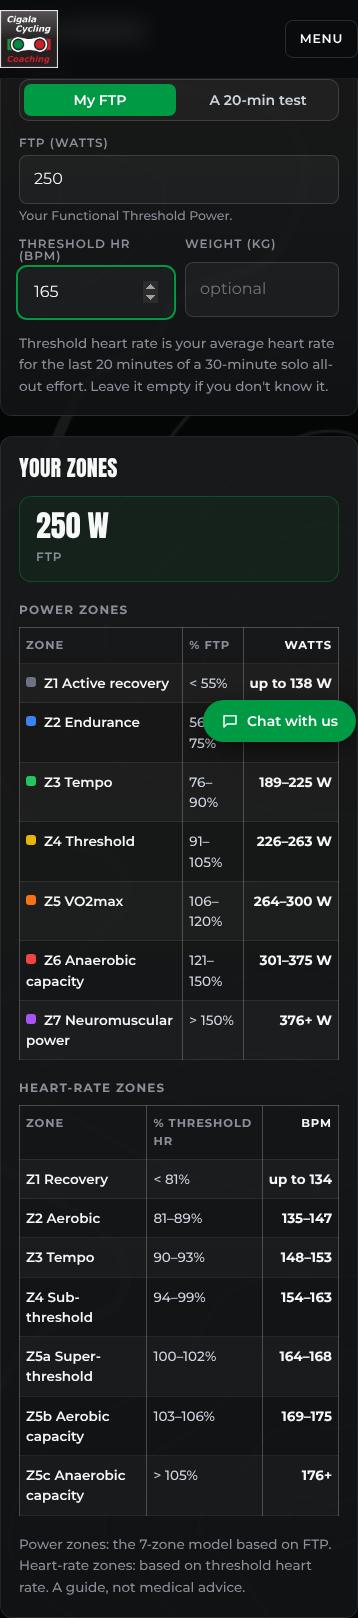 Cigala
Cycling
Coaching
MENU
My FTP
A 20-min test
FTP (WATTS)
250
Your Functional Threshold Power.
THRESHOLD HR
(BPM)
WEIGHT (KG)
165
optional
Threshold heart rate is your average heart rate
for the last 20 minutes of a 30-minute solo all-
out effort. Leave it empty if you don't know it.
YOUR ZONES
250 W
FTP
POWER ZONES
ZONE % FTP WATTS
Z1 Active recovery < 55% up to 138 W
Z2 Endurance
75%
Chat with us
Z3 Tempo 76–
90%
189–225 W
Z4 Threshold 91–
105%
226–263 W
Z5 VO2max 106–
120%
264–300 W
Z6 Anaerobic
capacity
121–
150%
301–375 W
Z7 Neuromuscular
power
> 150% 376+ W
HEART-RATE ZONES
ZONE % THRESHOLD
HR
BPM
Z1 Recovery < 81% up to 134
Z2 Aerobic 81–89% 135–147
Z3 Tempo 90–93% 148–153
Z4 Sub-
threshold
94–99% 154–163
Z5a Super-
threshold
100–102% 164–168
Z5b Aerobic
capacity
103–106% 169–175
Z5c Anaerobic
capacity
> 105% 176+
Power zones: the 7-zone model based on FTP.
Heart-rate zones: based on threshold heart
rate. A guide, not medical advice.